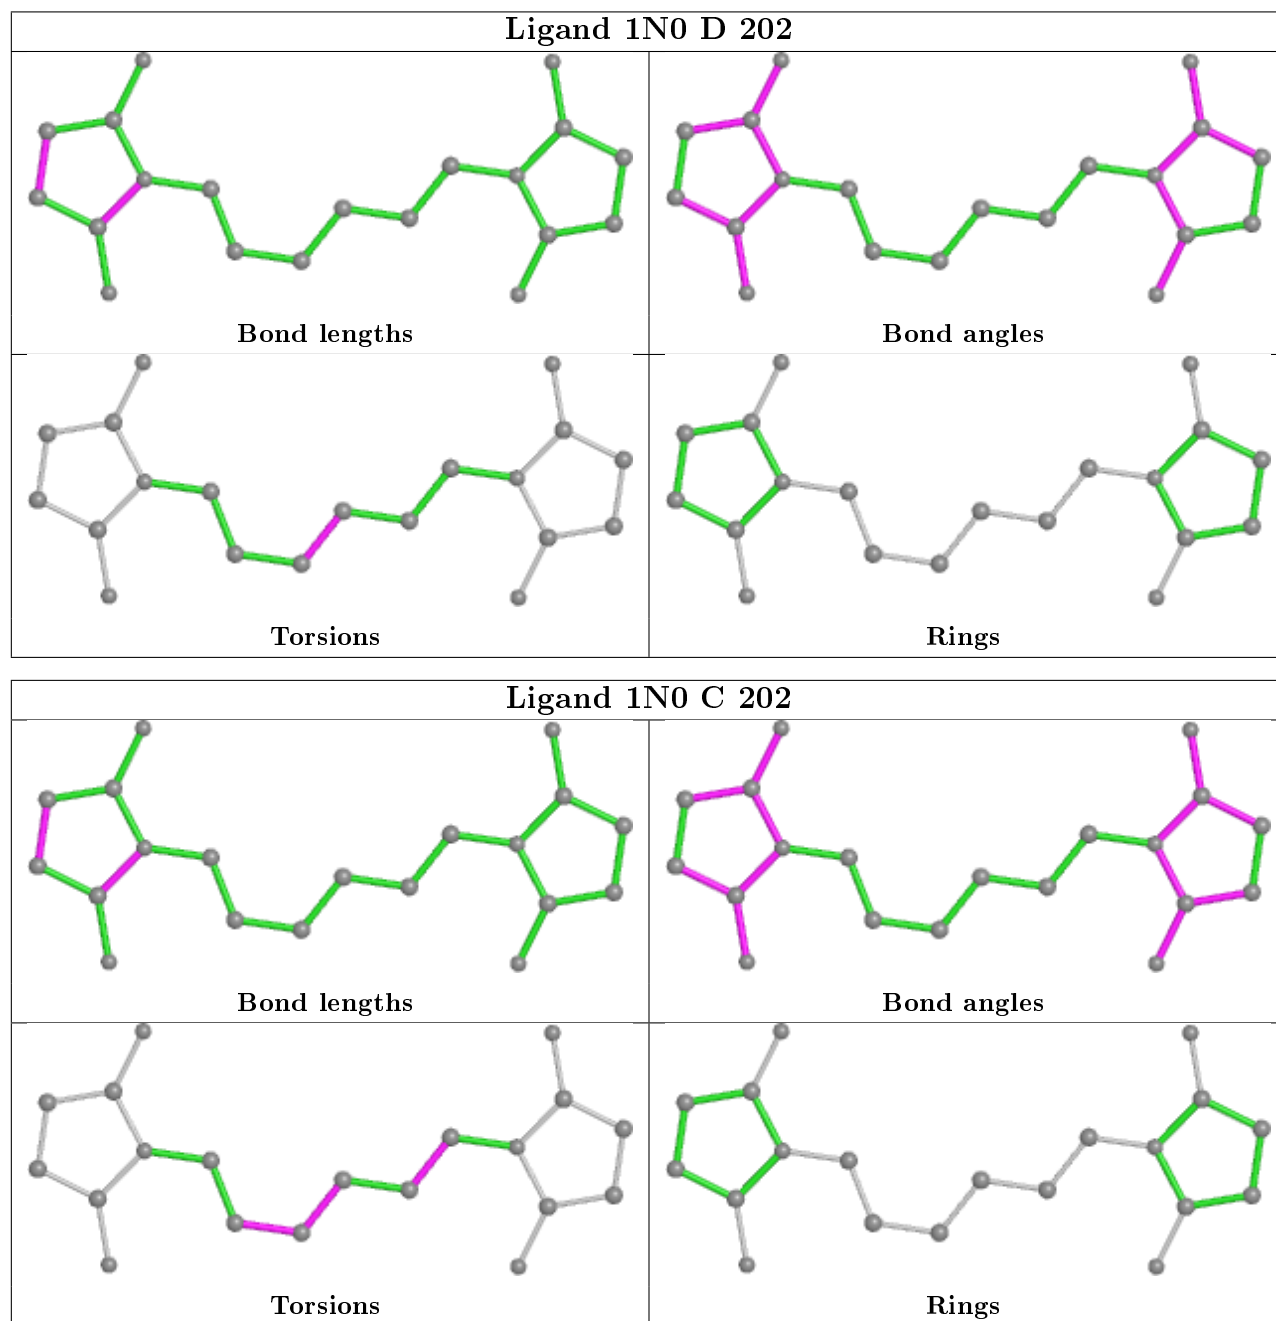 Ligand 1N0 D 202
Bond lengths
Bond angles
Torsions
Rings
Ligand 1N0 C 202
Bond lengths
Bond angles
Torsions
Rings